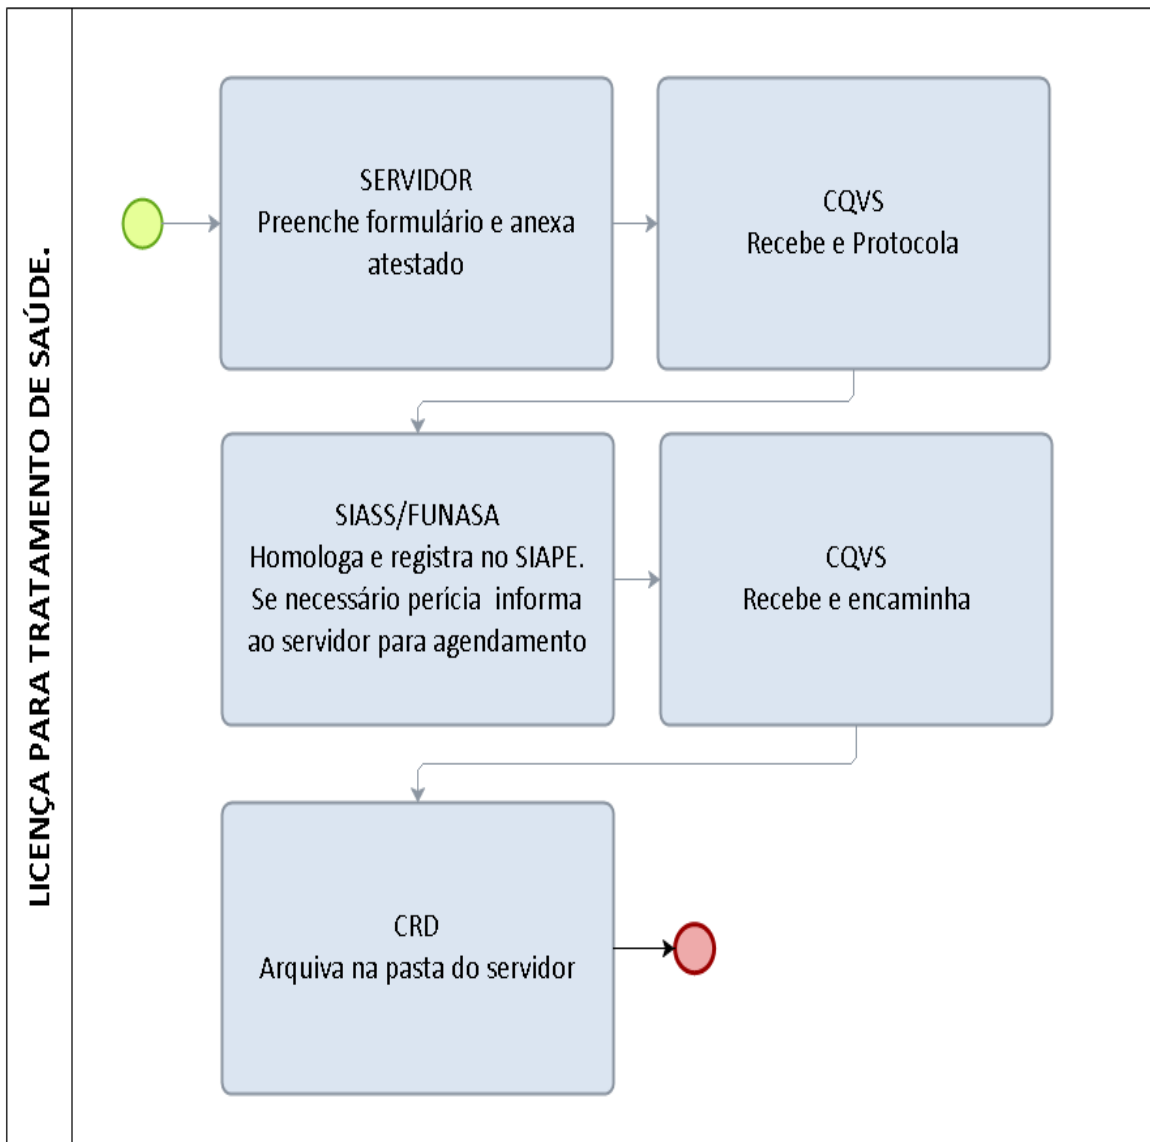 LICENÇA PARA TRATAMENTO DE SAÚDE.
SERVIDOR
Preenche formulário e anexa
atestado
CQVS
Recebe e Protocola
SIASS/FUNASA
Homologa e registra no SIAPE.
Se necessário perícia  informa
ao servidor para agendamento
CQVS
Recebe e encaminha
CRD
Arquiva na pasta do servidor